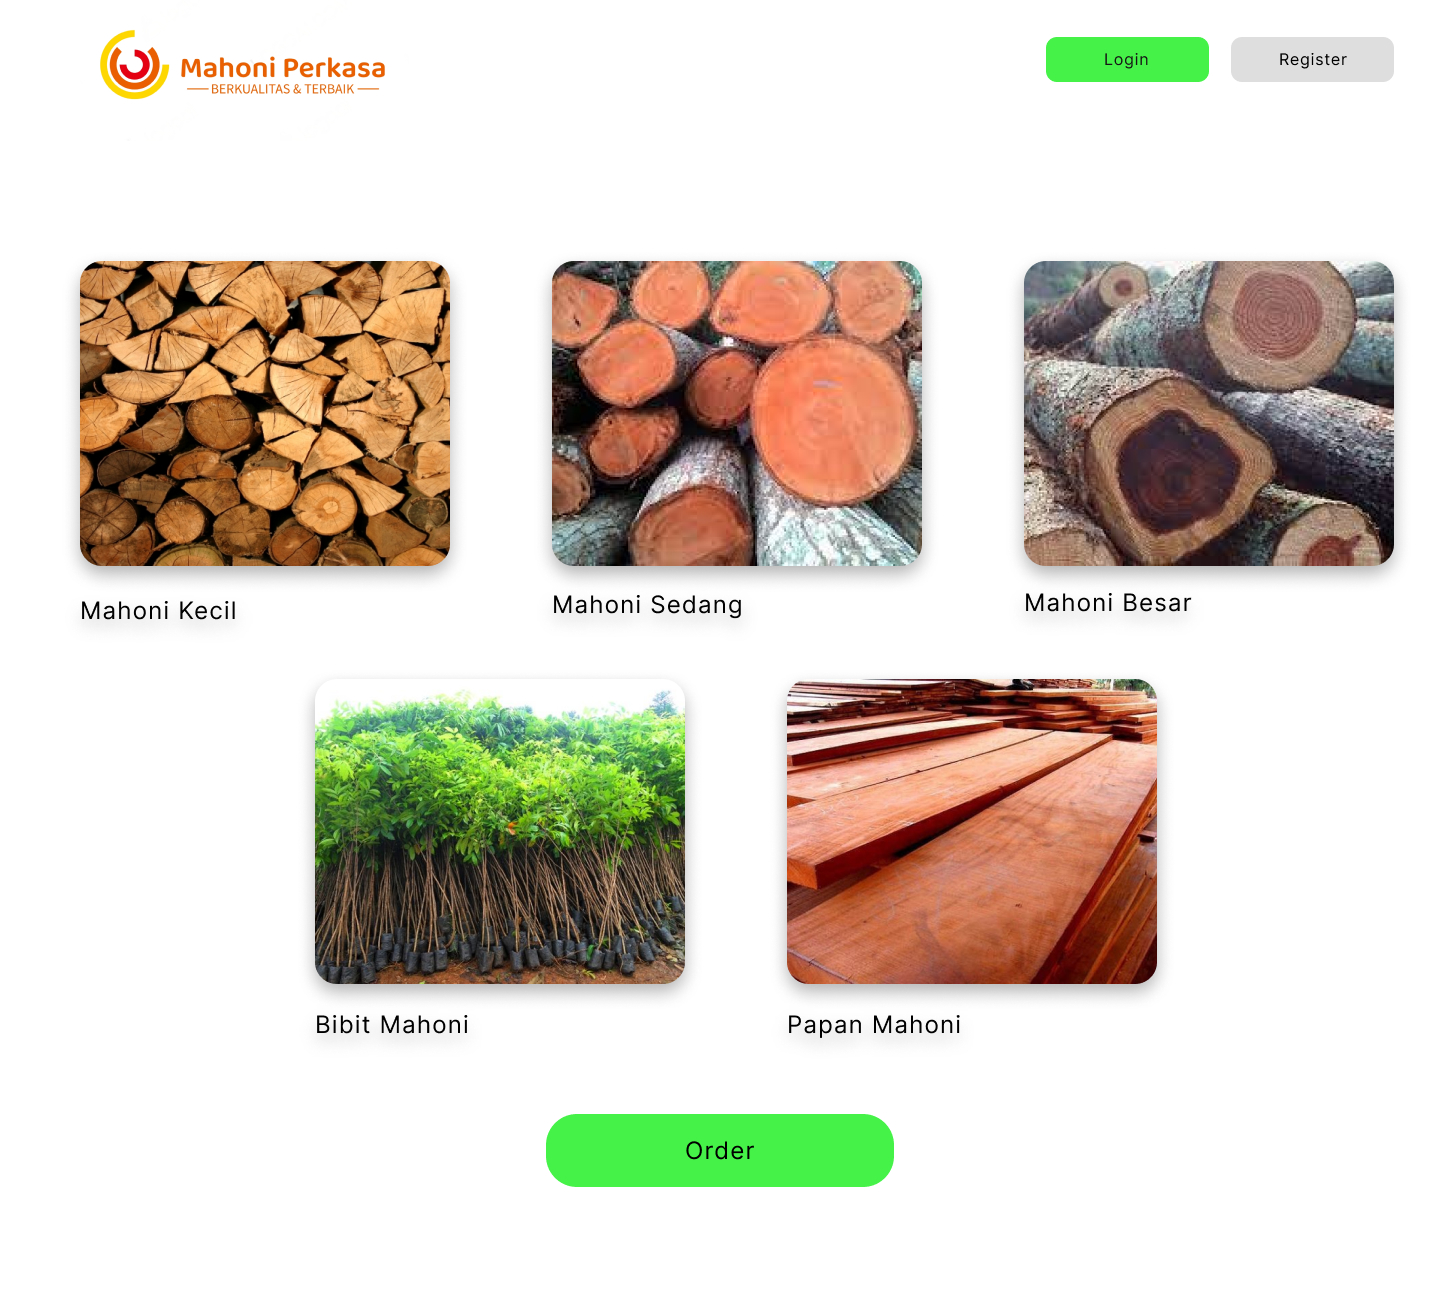 Mahoni Perkasa
BERKUALITAS & TERBAIK
Login
Register
Mahoni Kecil
Mahoni Sedang
Mahoni Besar
Bibit Mahoni
Papan Mahoni
Order